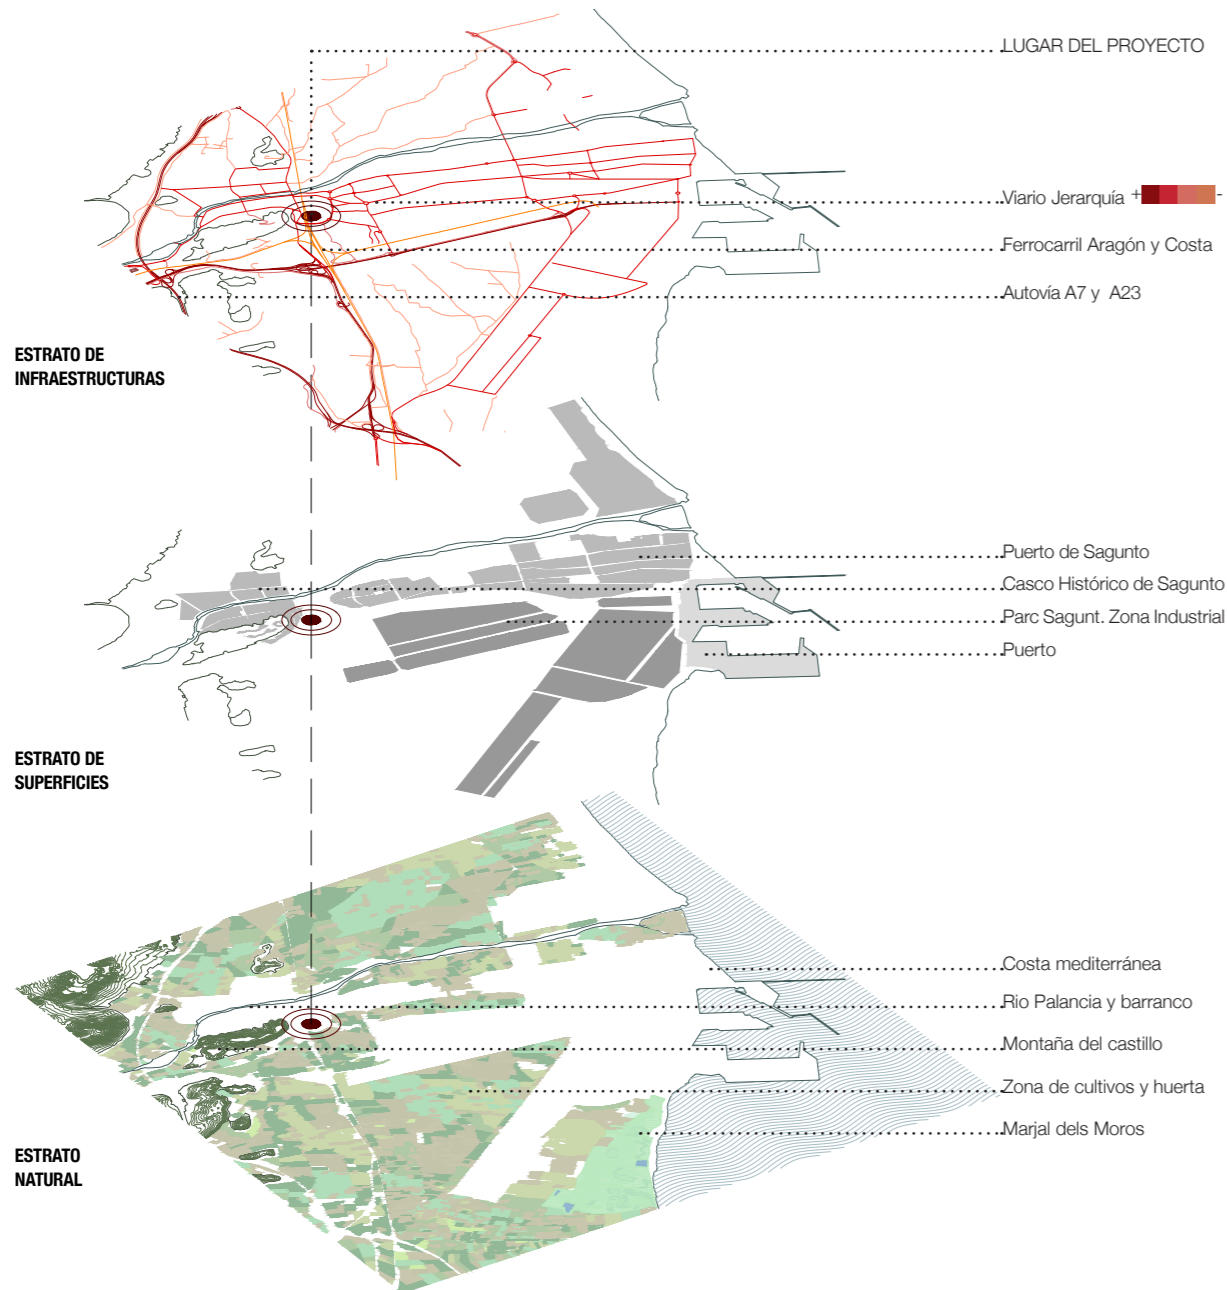 LUGAR DEL PROYECTO
Viario Jerarquía + -
Ferrocarril Aragón y Costa
Autovía A7 y A23
ESTRATO DE
INFRAESTRUCTURAS
Puerto de Sagunto
Casco Histórico de Sagunto
Parc Sagunt. Zona Industrial
Puerto
ESTRATO DE
SUPERFICIES
Costa mediterránea
Rio Palancia y barranco
Montaña del castillo
Zona de cultivos y huerta
Marjal dels Moros
ESTRATO
NATURAL